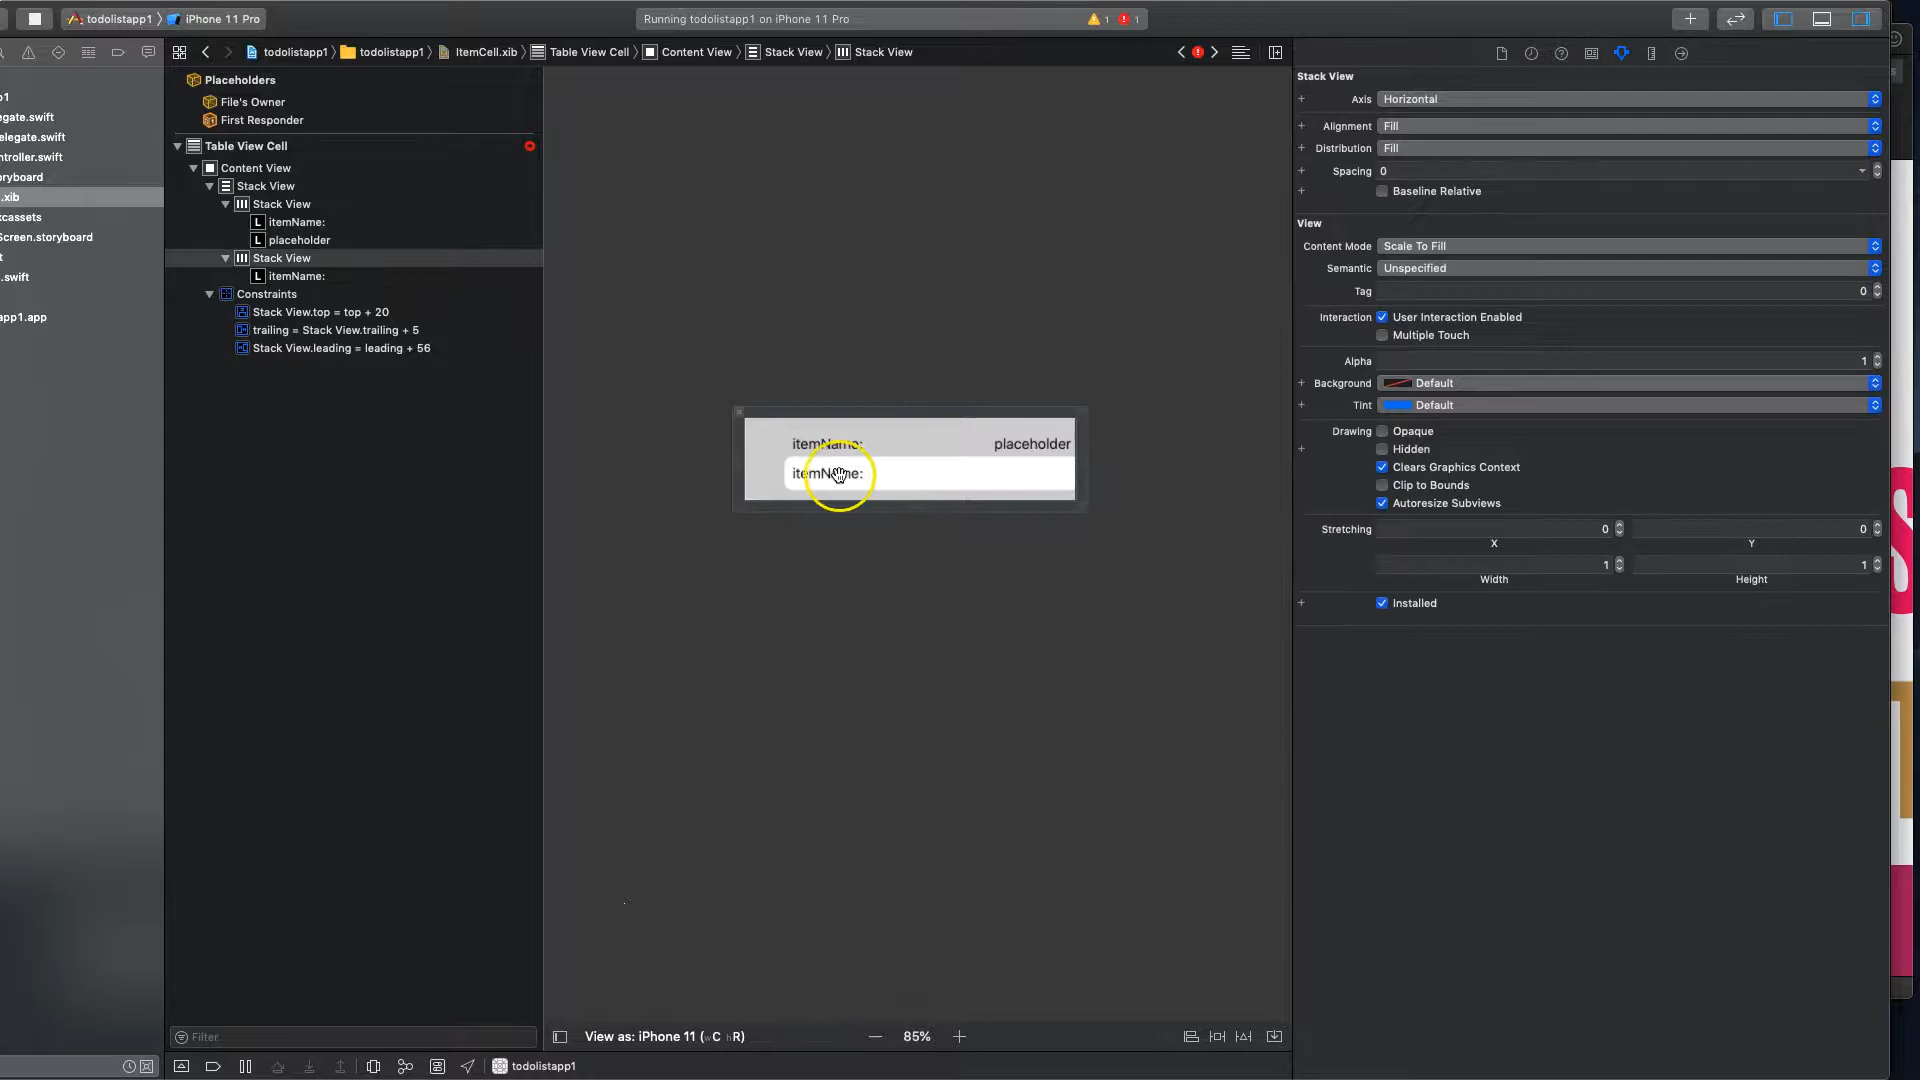 todolistapp1 〉 iPhone 11 Pro
Running todolistapp1 on iPhone 11 Pro
1
1
todolistapp1 〉 todolistapp1 〉 ItemCell.xib 〉 Table View Cell 〉 Content View 〉 Stack View 〉 Stack View
p1
egate.swift
elegate.swift
ntroller.swift
ryboard
.xib
xcassets
Screen.storyboard
t
.swift
app1.app
Placeholders
File's Owner
First Responder
Table View Cell
Content View
Stack View
Stack View
L itemName:
L placeholder
Stack View
L itemName:
Constraints
Stack View.top = top + 20
trailing = Stack View.trailing + 5
Stack View.leading = leading + 56
Filter
itemName:
placeholder
itemName:
View as: iPhone 11 (wC hR)
— 85% +
todolistapp1
Stack View
+ Axis Horizontal
+ Alignment Fill
+ Distribution Fill
+ Spacing 0
+ Baseline Relative
View
Content Mode Scale To Fill
Semantic Unspecified
Tag 0
Interaction User Interaction Enabled
Multiple Touch
Alpha 1
+ Background Default
+ Tint Default
Drawing Opaque
+ Hidden
Clears Graphics Context
Clip to Bounds
Autoresize Subviews
Stretching 0 0
X Y
1 1
Width Height
+ Installed
S